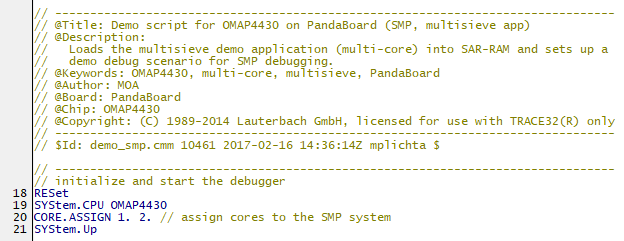 // --------------------------------------------------------------------------------
// @Title: Demo script for OMAP4430 on PandaBoard (SMP, multisieve app)
// @Description:
//   Loads the multisieve demo application (multi-core) into SAR-RAM and sets up a
//   demo debug scenario for SMP debugging.
// @Keywords: OMAP4430, multi-core, multisieve, PandaBoard
// @Author: MOA
// @Board: PandaBoard
// @Chip: OMAP4430
// @Copyright: (C) 1989-2014 Lauterbach GmbH, licensed for use with TRACE32(R) only
// --------------------------------------------------------------------------------
// $Id: demo_smp.cmm 10461 2017-02-16 14:36:14Z mplichta $
// --------------------------------------------------------------------------------
// initialize and start the debugger
18 RESet
19 SYStem.CPU OMAP4430
20 CORE.ASSIGN 1. 2. // assign cores to the SMP system
21 SYStem.Up